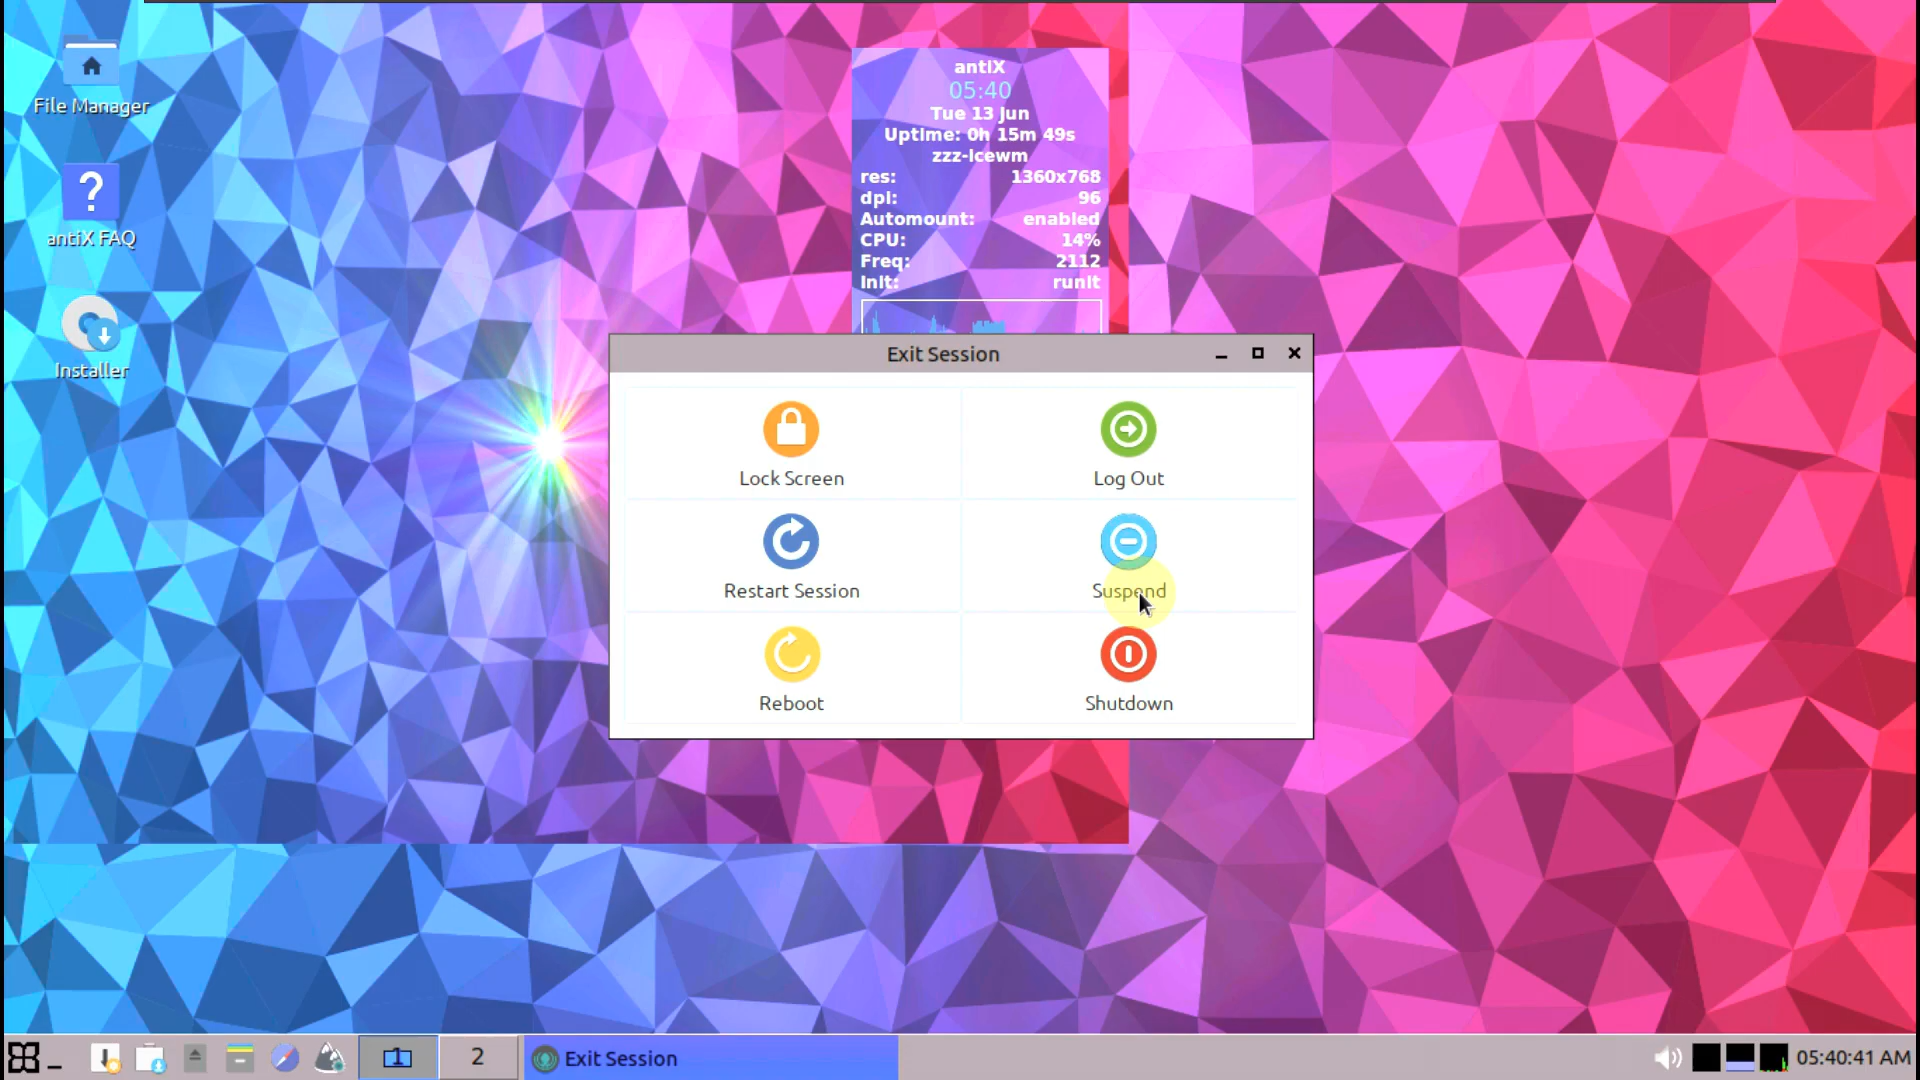 File Manager
?
antiX FAQ
Installer
antiX
05:40
Tue 13 Jun
Uptime: 0h 15m 49s
zzz-icewm
res: 1360x768
dpi: 96
Automount: enabled
CPU: 14%
Freq: 2112
Init: runit
Exit Session
Lock Screen
Log Out
Restart Session
Suspend
Reboot
Shutdown
1
2
Exit Session
05:40:41 AM